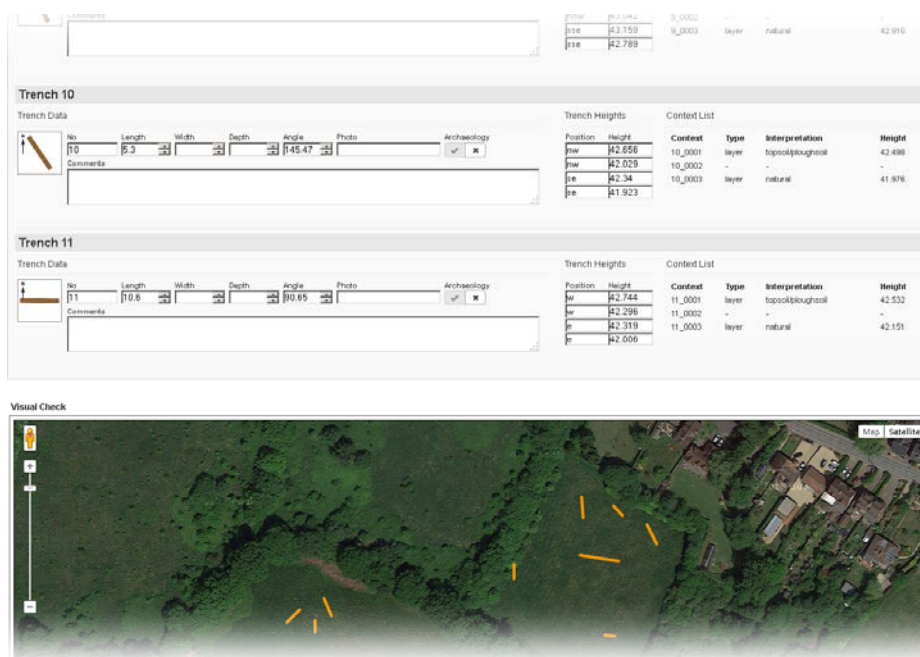 nnw 43.042 9_0002 - - -
sse 43.159 9_0003 layer natural 42.916
sse 42.789
Trench 10
Trench Data Trench Heights Context List
No Length Width Depth Angle Photo Archaeology Position Height Context Type Interpretation Height
N 10 5.3 145.47 nw 42.656 10_0001 layer topsoil/ploughsoil 42.498
Comments nw 42.029 10_0002 - - -
se 42.34 10_0003 layer natural 41.976
se 41.923
Trench 11
Trench Data Trench Heights Context List
No Length Width Depth Angle Photo Archaeology Position Height Context Type Interpretation Height
N 11 10.6 90.65 w 42.744 11_0001 layer topsoil/ploughsoil 42.532
Comments w 42.296 11_0002 - - -
e 42.319 11_0003 layer natural 42.151
e 42.006
Visual Check
Map Satellite